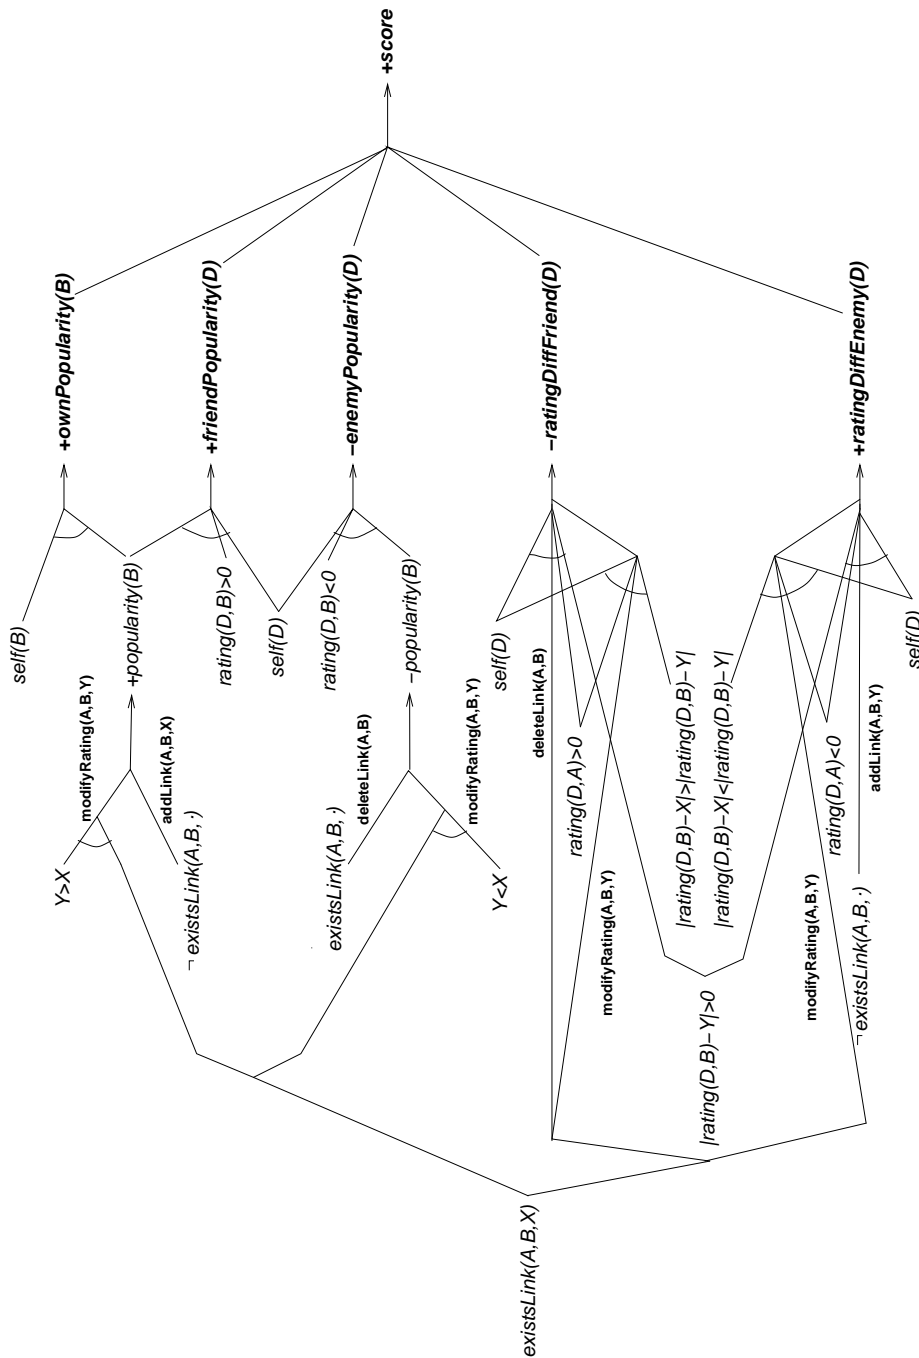 +score
+ownPopularity(B)
+friendPopularity(D)
−enemyPopularity(D)
−ratingDiffFriend(D)
+ratingDiffEnemy(D)
self(B)
+popularity(B)
rating(D,B)>0
self(D)
rating(D,B)<0
−popularity(B)
self(D)
rating(D,A)>0
|rating(D,B)−X|>|rating(D,B)−Y|
|rating(D,B)−X|<|rating(D,B)−Y|
rating(D,A)<0
self(D)
modifyRating(A,B,Y)
addLink(A,B,X)
deleteLink(A,B)
modifyRating(A,B,Y)
deleteLink(A,B)
addLink(A,B,Y)
Y>X
¬ existsLink(A,B, ·)
existsLink(A,B, ·)
Y<X
modifyRating(A,B,Y)
modifyRating(A,B,Y)
¬ existsLink(A,B, ·)
|rating(D,B)−Y|>0
existsLink(A,B,X)